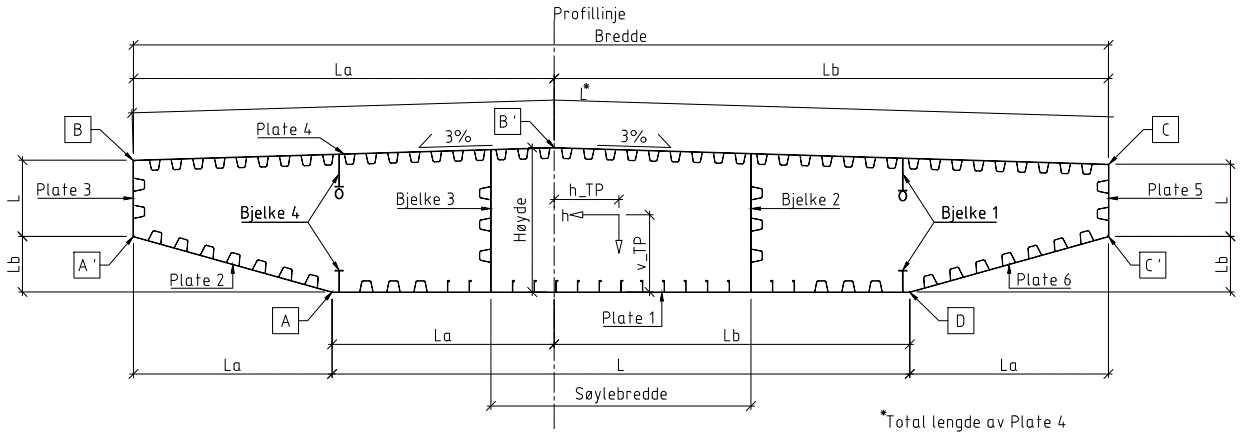 Profillinje
Bredde
La
Lb
L*
B
Plate 4
3%
B'
3%
C
Plate 3
L
Bjelke 4
Bjelke 3
Høyde
h_TP
h
v_TP
Bjelke 2
Bjelke 1
Plate 5
L
Lb
A'
Plate 2
A
Plate 1
D
Plate 6
C'
Lb
La
Lb
La
L
La
Søylebredde
*Total lengde av Plate 4